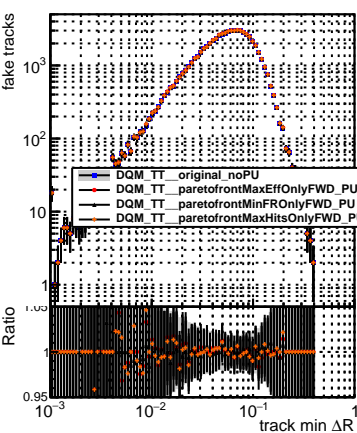 fake tracks
10³
10²
10
1
DQM_TT__original_noPU
DQM_TT__paretofrontMaxEffOnlyFWD_PU
DQM_TT__paretofrontMinFROnlyFWD_PU
DQM_TT__paretofrontMaxHitsOnlyFWD_PU
Ratio
1.05
1
0.95
10⁻³ 10⁻² 10⁻¹ 1
track min ΔR